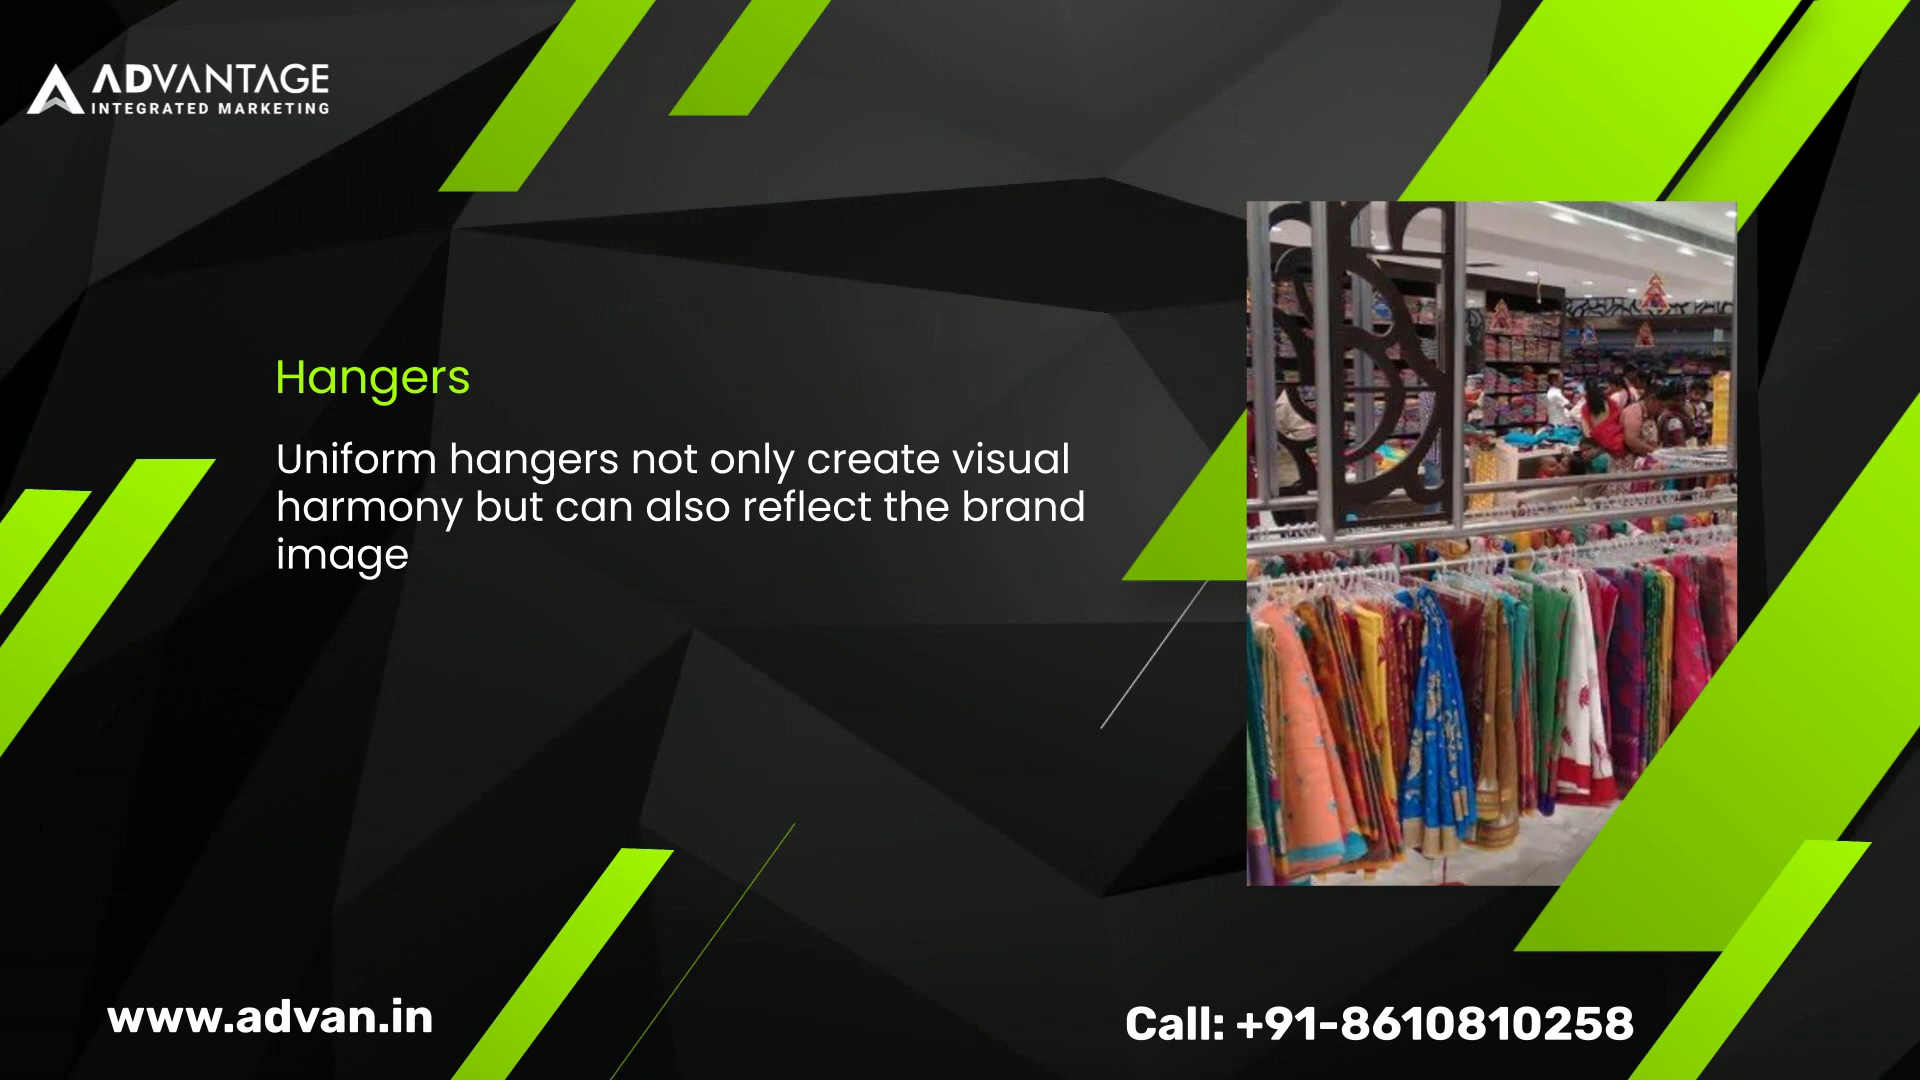 ADVANTAGE
INTEGRATED MARKETING
Hangers
Uniform hangers not only create visual
harmony but can also reflect the brand
image
www.advan.in
Call: +91-8610810258